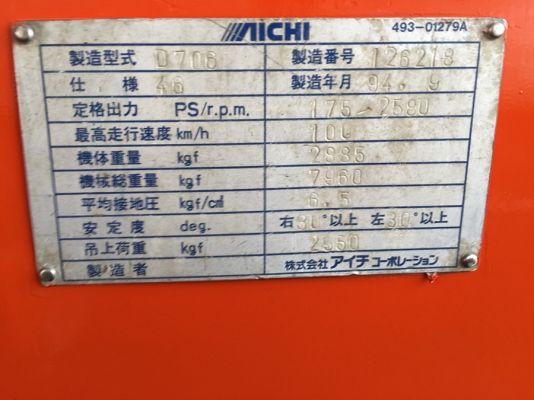 AICHI 493-01279A
製造型式 D706 製造番号 126218
仕様 46 製造年月 94. 9
定格出力 PS/r.p.m. 175-2580
最高走行速度 km/h 100
機体重量 kgf 2885
機械総重量 kgf 7960
平均接地圧 kgf/c㎡ 6.5
安定度 deg. 右30°以上 左30°以上
吊上荷重 kgf
製造者 株式会社アイチコーポレーション